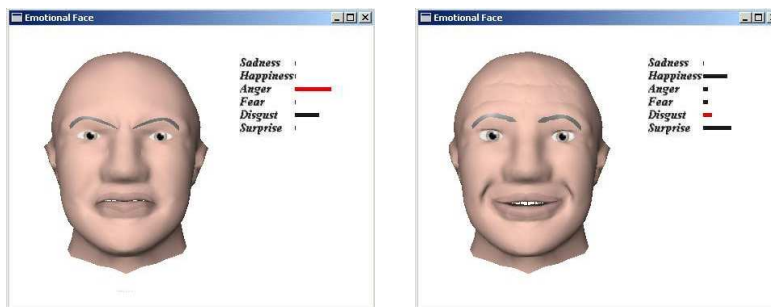 Emotional Face
Sadness
Happiness
Anger
Fear
Disgust
Surprise
Emotional Face
Sadness
Happiness
Anger
Fear
Disgust
Surprise